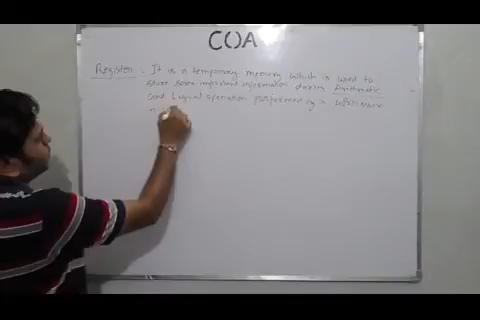 COA
Register : It is a temporary memory which is used to
store some important information during Arithmetic
and Logical operation performed by a